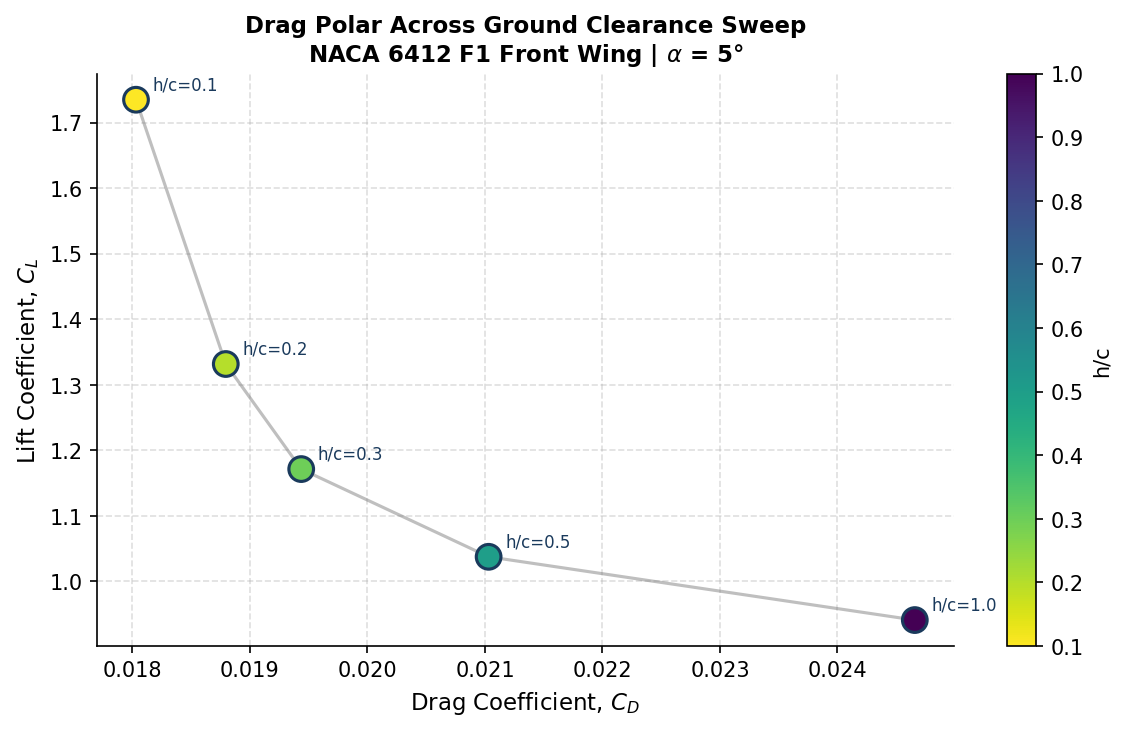 Drag Polar Across Ground Clearance Sweep
NACA 6412 F1 Front Wing | α = 5°
h/c=0.1
h/c=0.2
h/c=0.3
h/c=0.5
h/c=1.0
Lift Coefficient, C_L
1.7
1.6
1.5
1.4
1.3
1.2
1.1
1.0
0.018 0.019 0.020 0.021 0.022 0.023 0.024
Drag Coefficient, C_D
1.0
0.9
0.8
0.7
0.6
0.5
0.4
0.3
0.2
0.1
h/c